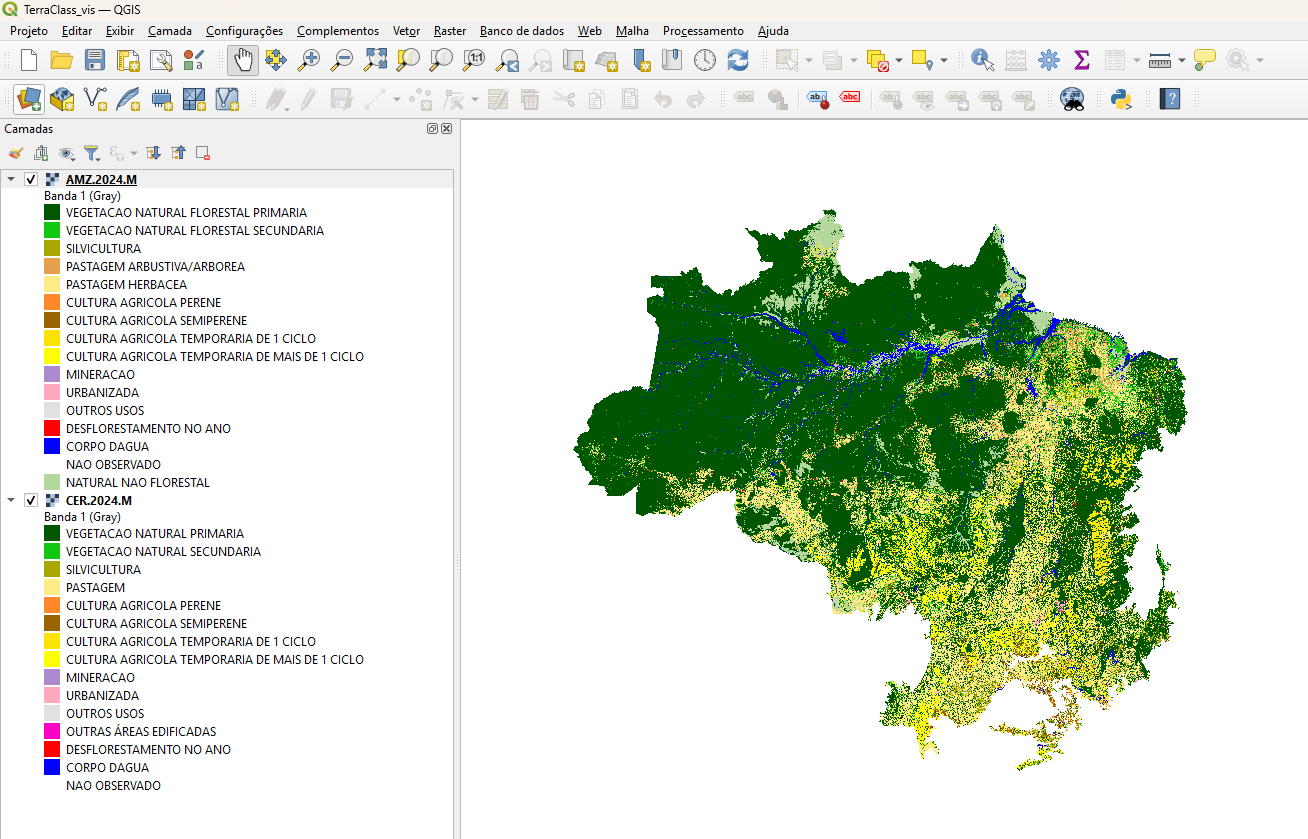 TerraClass_vis — QGIS
Projeto Editar Exibir Camada Configurações Complementos Vetor Raster Banco de dados Web Malha Processamento Ajuda
Camadas
AMZ.2024.M
Banda 1 (Gray)
VEGETACAO NATURAL FLORESTAL PRIMARIA
VEGETACAO NATURAL FLORESTAL SECUNDARIA
SILVICULTURA
PASTAGEM ARBUSTIVA/ARBOREA
PASTAGEM HERBACEA
CULTURA AGRICOLA PERENE
CULTURA AGRICOLA SEMIPERENE
CULTURA AGRICOLA TEMPORARIA DE 1 CICLO
CULTURA AGRICOLA TEMPORARIA DE MAIS DE 1 CICLO
MINERACAO
URBANIZADA
OUTROS USOS
DESFLORESTAMENTO NO ANO
CORPO DAGUA
NAO OBSERVADO
NATURAL NAO FLORESTAL
CER.2024.M
Banda 1 (Gray)
VEGETACAO NATURAL PRIMARIA
VEGETACAO NATURAL SECUNDARIA
SILVICULTURA
PASTAGEM
CULTURA AGRICOLA PERENE
CULTURA AGRICOLA SEMIPERENE
CULTURA AGRICOLA TEMPORARIA DE 1 CICLO
CULTURA AGRICOLA TEMPORARIA DE MAIS DE 1 CICLO
MINERACAO
URBANIZADA
OUTROS USOS
OUTRAS ÁREAS EDIFICADAS
DESFLORESTAMENTO NO ANO
CORPO DAGUA
NAO OBSERVADO